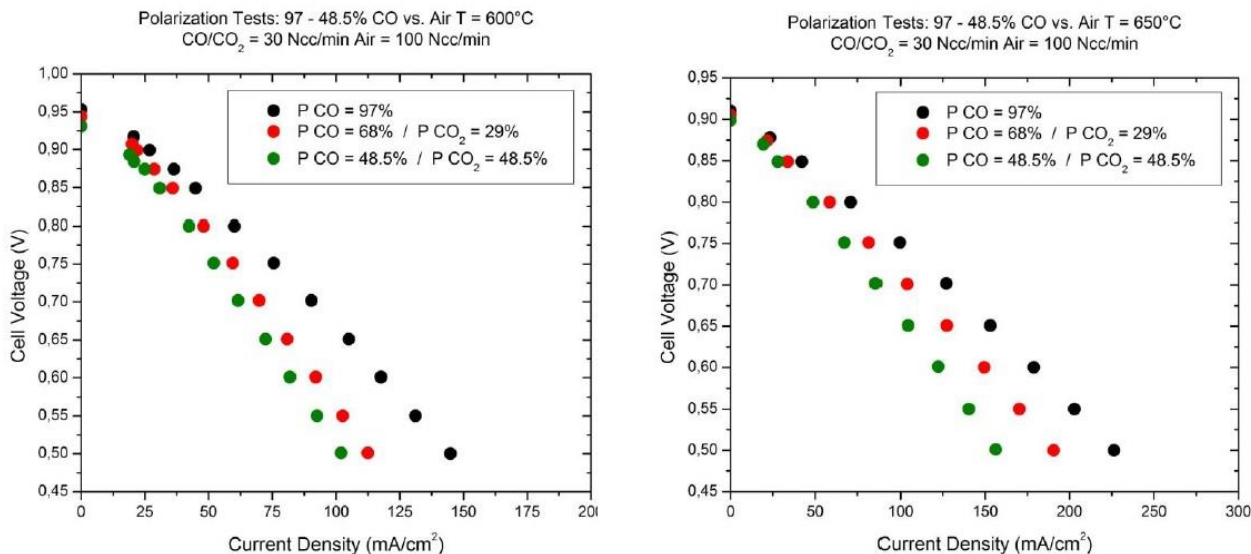 Polarization Tests: 97 - 48.5% CO vs. Air T = 600°C
CO/CO₂ = 30 Ncc/min Air = 100 Ncc/min
1,00
0,95
0,90
0,85
0,80
0,75
0,70
0,65
0,60
0,55
0,50
0,45
Cell Voltage (V)
P CO = 97%
P CO = 68% / P CO₂ = 29%
P CO = 48.5% / P CO₂ = 48.5%
0 25 50 75 100 125 150 175 200
Current Density (mA/cm²)
Polarization Tests: 97 - 48.5% CO vs. Air T = 650°C
CO/CO₂ = 30 Ncc/min Air = 100 Ncc/min
0,95
0,90
0,85
0,80
0,75
0,70
0,65
0,60
0,55
0,50
0,45
Cell Voltage (V)
P CO = 97%
P CO = 68% / P CO₂ = 29%
P CO = 48.5% / P CO₂ = 48.5%
0 50 100 150 200 250 300
Current Density (mA/cm²)